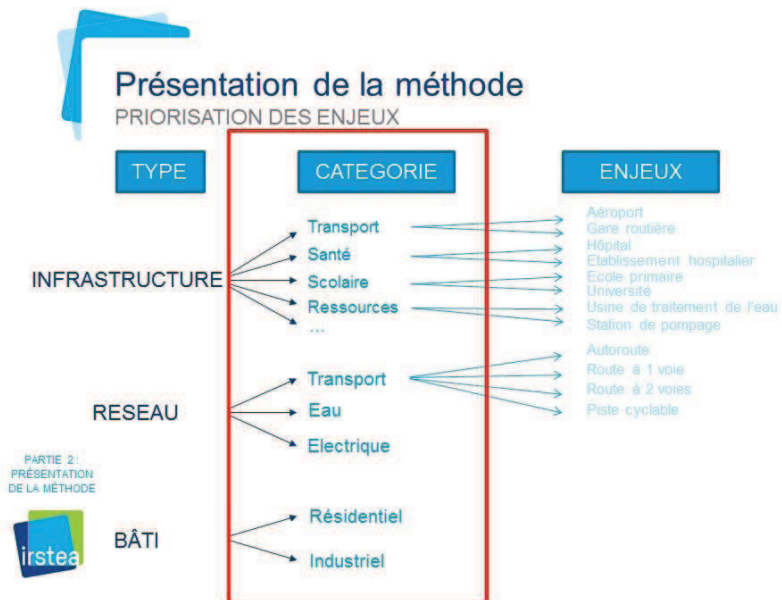 Présentation de la méthode
PRIORISATION DES ENJEUX
TYPE
CATEGORIE
ENJEUX
INFRASTRUCTURE
Transport
Santé
Scolaire
Ressources
...
Aéroport
Gare routière
Hôpital
Etablissement hospitalier
Ecole primaire
Université
Usine de traitement de l'eau
Station de pompage
RESEAU
Transport
Eau
Electrique
Autoroute
Route à 1 voie
Route à 2 voies
Piste cyclable
BÂTI
Résidentiel
Industriel
PARTIE 2 :
PRÉSENTATION
DE LA MÉTHODE
irstea